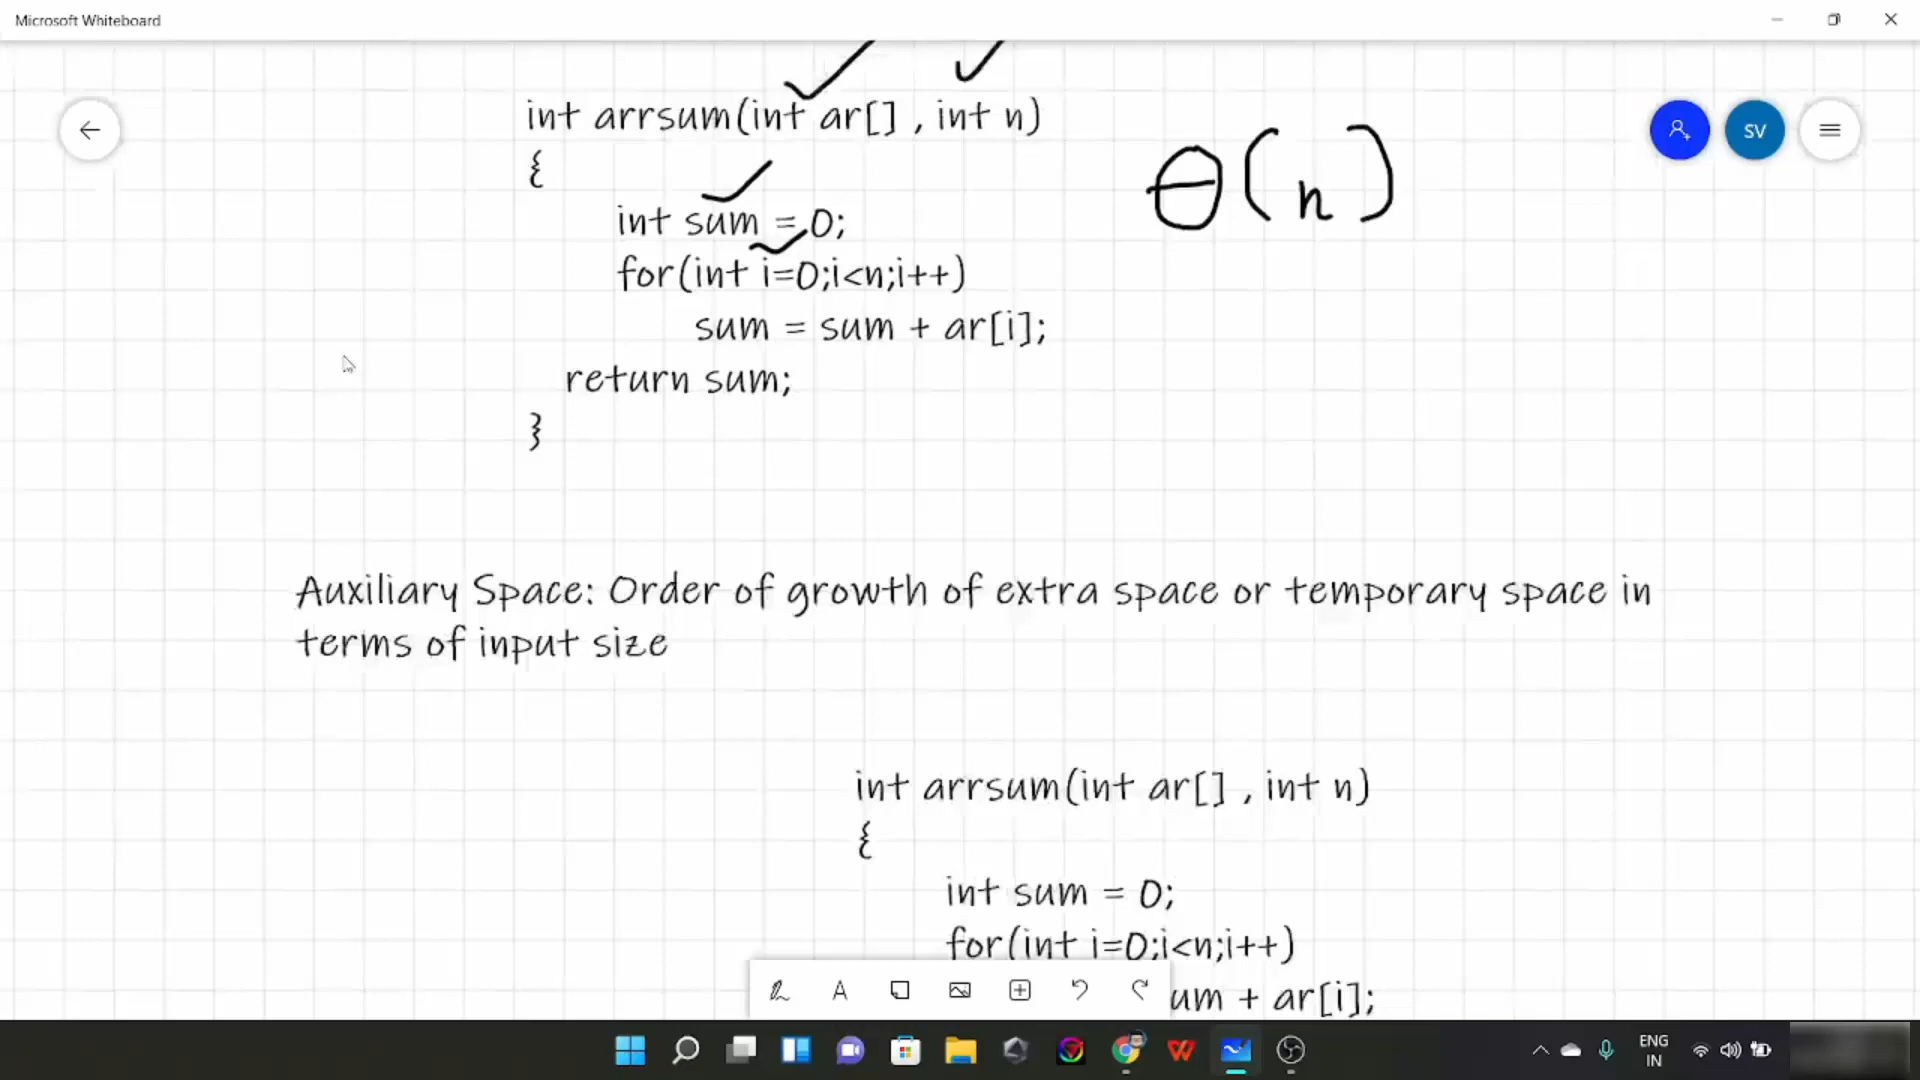 Microsoft Whiteboard
int arrsum(int ar[] , int n)
{
int sum = 0;
for(int i=0;i<n;i++)
sum = sum + ar[i];
return sum;
}
θ(n)
SV
Auxiliary Space: Order of growth of extra space or temporary space in
terms of input size
int arrsum(int ar[] , int n)
{
int sum = 0;
for(int i=0;i<n;i++)
um + ar[i];
ENG
IN